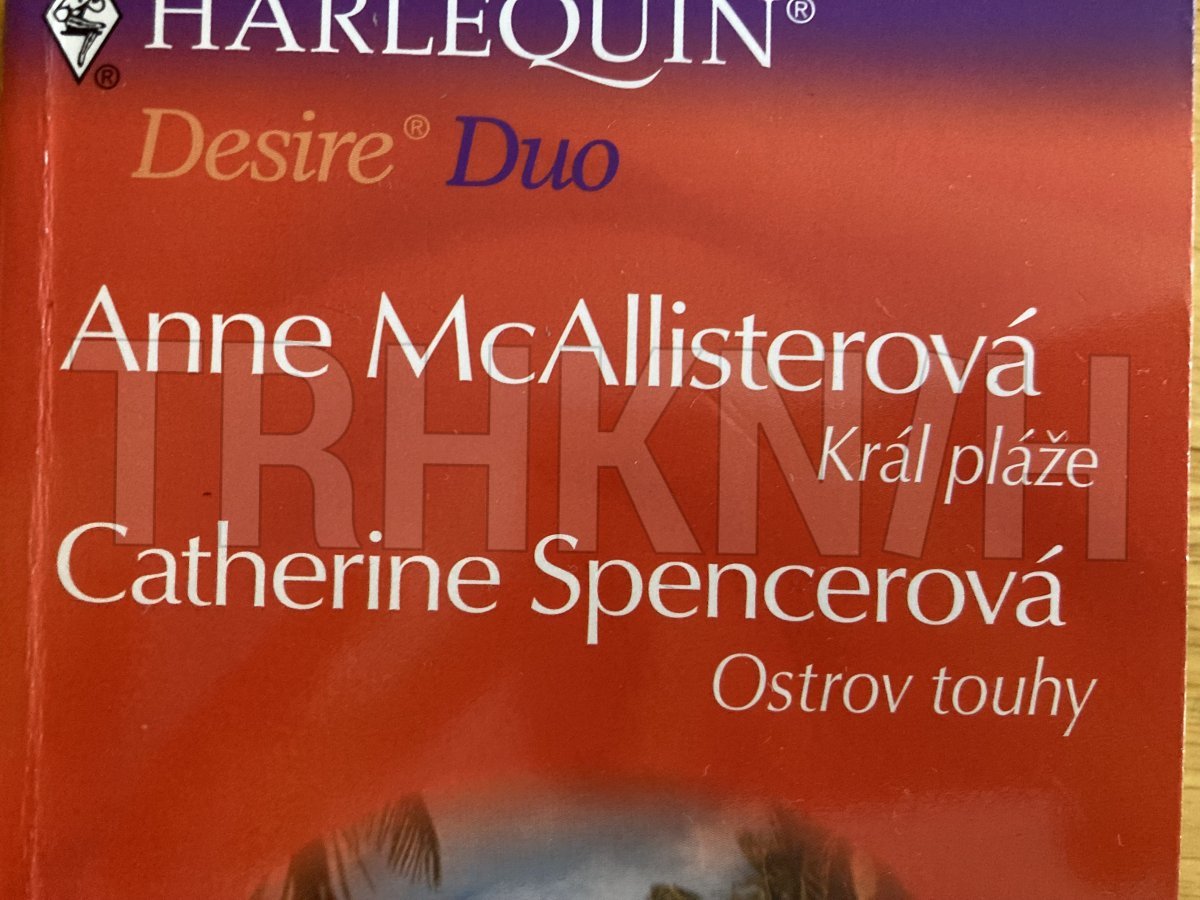 HARLEQUIN®
®
Desire® Duo
Anne McAllisterová
TRHKNIH
Král pláže
Catherine Spencerová
Ostrov touhy